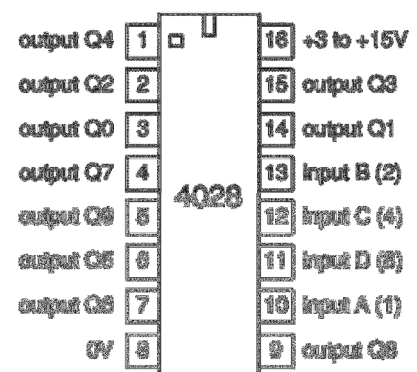 output Q4 1 16 +3 to +15V
output Q2 2 15 output Q3
output Q0 3 14 output Q1
output Q7 4 13 input B (2)
4028
output Q9 5 12 input C (4)
output Q5 6 11 input D (8)
output Q6 7 10 input A (1)
0V 8 9 output Q8